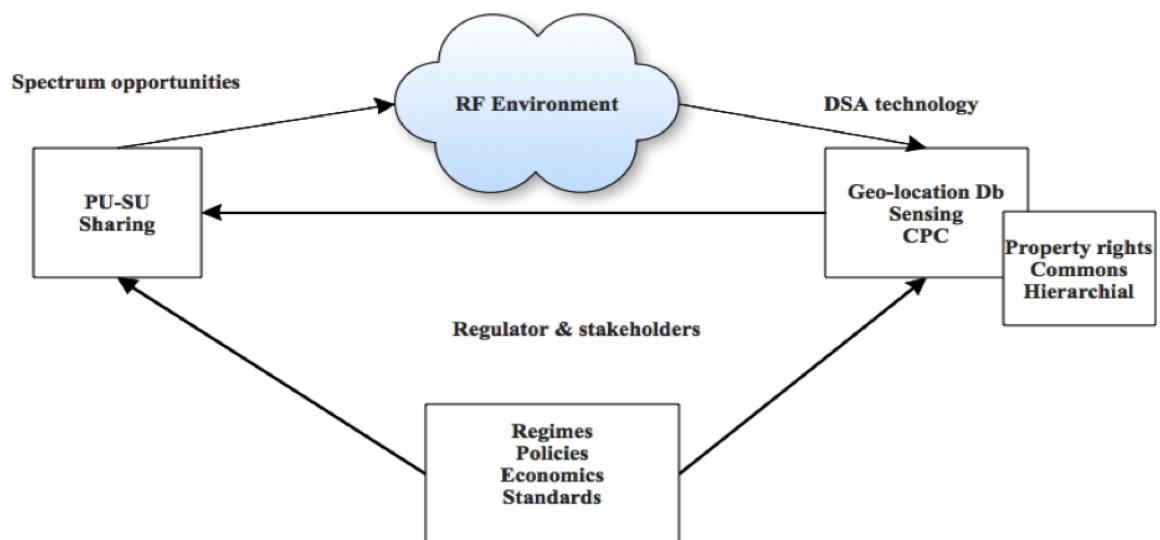 Spectrum opportunities
RF Environment
DSA technology
PU-SU
Sharing
Geo-location Db
Sensing
CPC
Property rights
Commons
Hierarchial
Regulator & stakeholders
Regimes
Policies
Economics
Standards